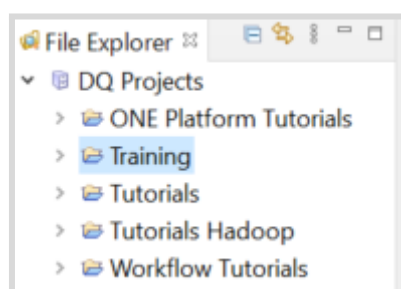 File Explorer
DQ Projects
ONE Platform Tutorials
Training
Tutorials
Tutorials Hadoop
Workflow Tutorials